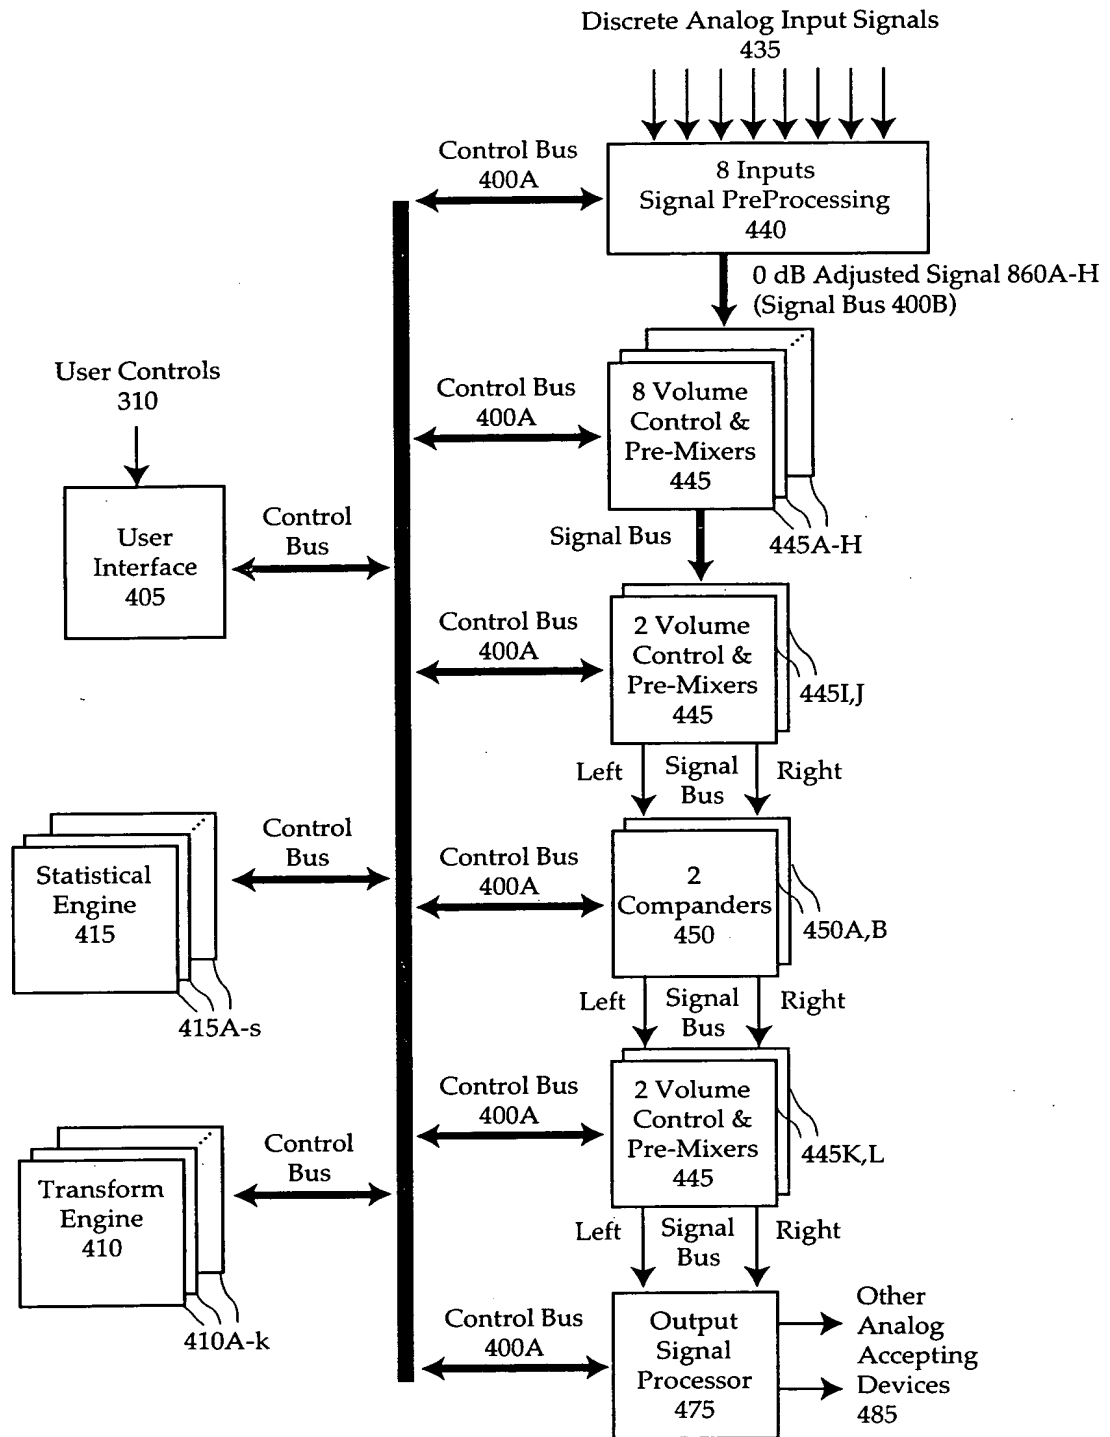 Discrete Analog Input Signals
435
Control Bus
400A
8 Inputs
Signal PreProcessing
440
0 dB Adjusted Signal 860A-H
(Signal Bus 400B)
User Controls
310
Control Bus
400A
8 Volume
Control &
Pre-Mixers
445
445A-H
User
Interface
405
Control
Bus
Signal Bus
Control Bus
400A
2 Volume
Control &
Pre-Mixers
445
445I,J
Left
Signal
Bus
Right
Statistical
Engine
415
415A-s
Control
Bus
Control Bus
400A
2
Companders
450
450A,B
Left
Signal
Bus
Right
Transform
Engine
410
410A-k
Control
Bus
Control Bus
400A
2 Volume
Control &
Pre-Mixers
445
445K,L
Left
Signal
Bus
Right
Control Bus
400A
Output
Signal
Processor
475
Other
Analog
Accepting
Devices
485